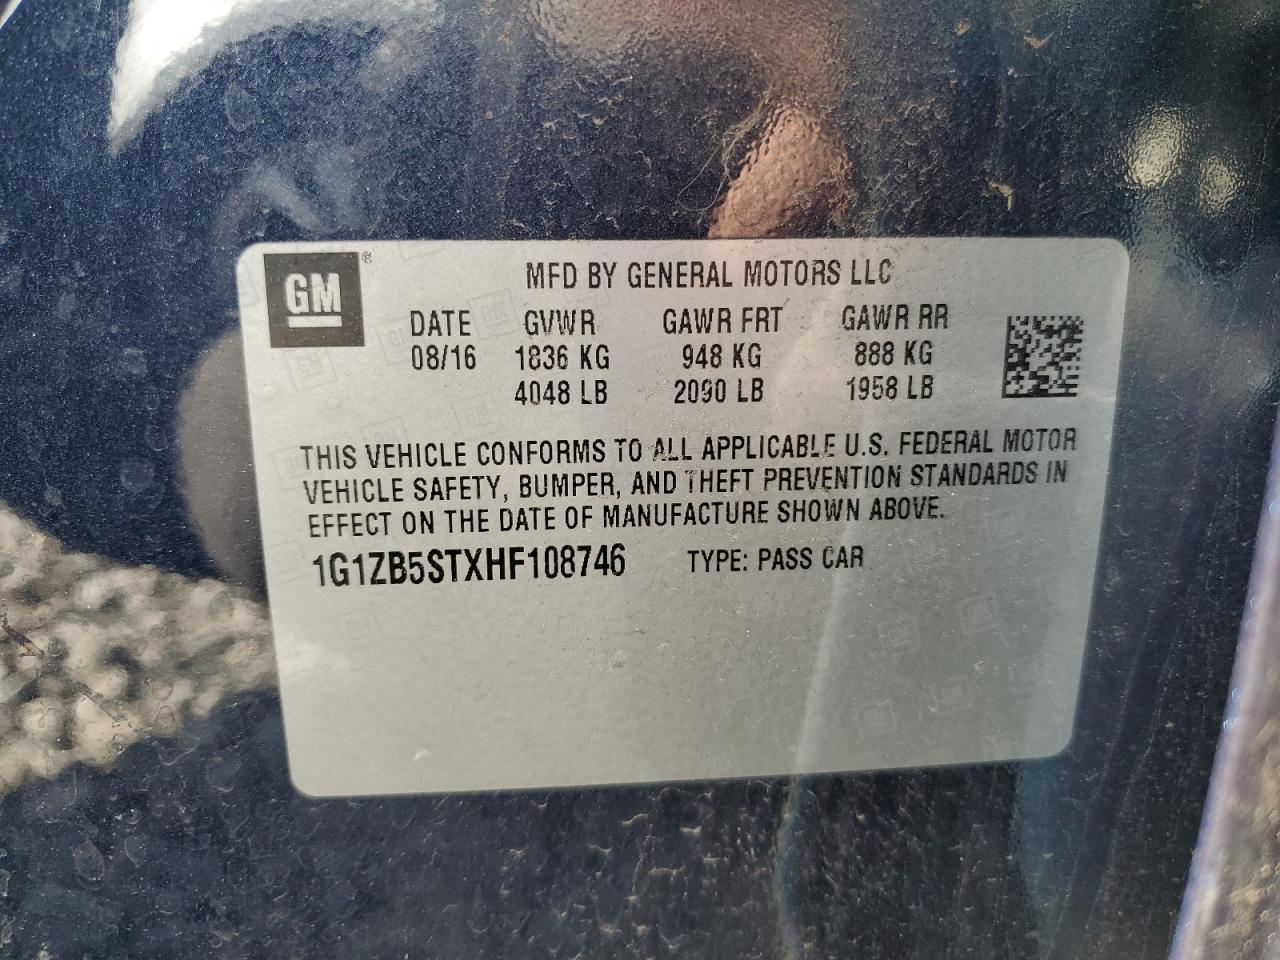 GM ®
MFD BY GENERAL MOTORS LLC
DATE GVWR GAWR FRT GAWR RR
08/16 1836 KG 948 KG 888 KG
4048 LB 2090 LB 1958 LB
THIS VEHICLE CONFORMS TO ALL APPLICABLE U.S. FEDERAL MOTOR
VEHICLE SAFETY, BUMPER, AND THEFT PREVENTION STANDARDS IN
EFFECT ON THE DATE OF MANUFACTURE SHOWN ABOVE.
1G1ZB5STXHF108746 TYPE: PASS CAR